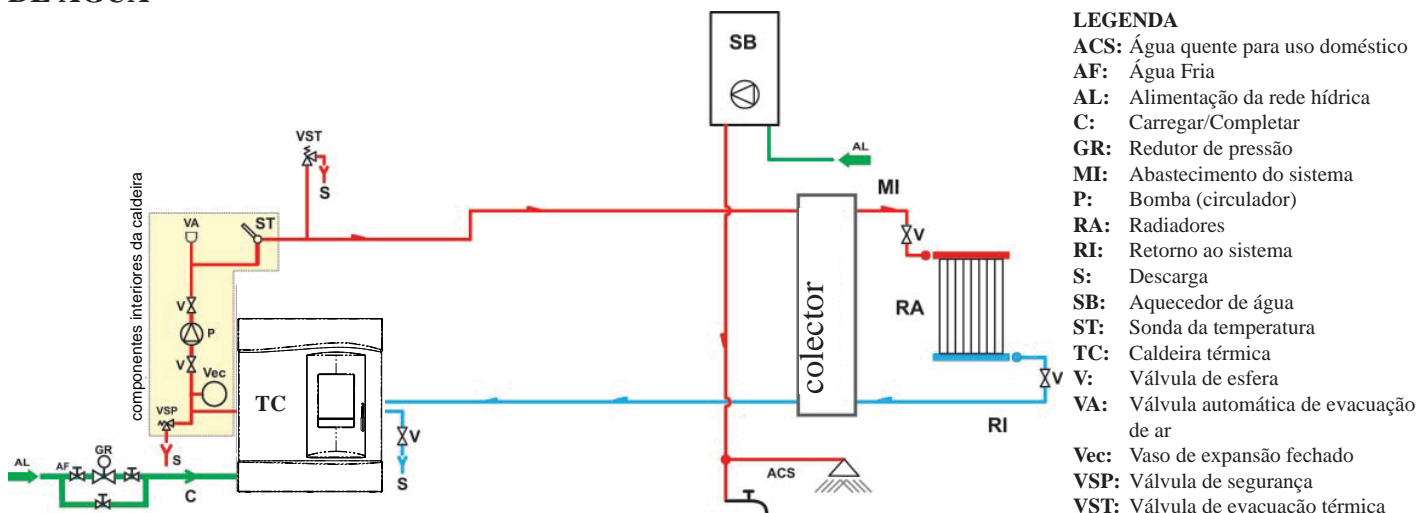 DE ÁGUA
SB
AL
VST
S
MI
V
RA
V
RI
colector
componentes interiores da caldeira
VA
ST
V
P
V
Vec
VSP
S
TC
V
S
GR
AL
AF
C
ACS
LEGENDA
ACS: Água quente para uso doméstico
AF: Água Fria
AL: Alimentação da rede hídrica
C: Carregar/Completar
GR: Redutor de pressão
MI: Abastecimento do sistema
P: Bomba (circulador)
RA: Radiadores
RI: Retorno ao sistema
S: Descarga
SB: Aquecedor de água
ST: Sonda da temperatura
TC: Caldeira térmica
V: Válvula de esfera
VA: Válvula automática de evacuação
de ar
Vec: Vaso de expansão fechado
VSP: Válvula de segurança
VST: Válvula de evacuação térmica